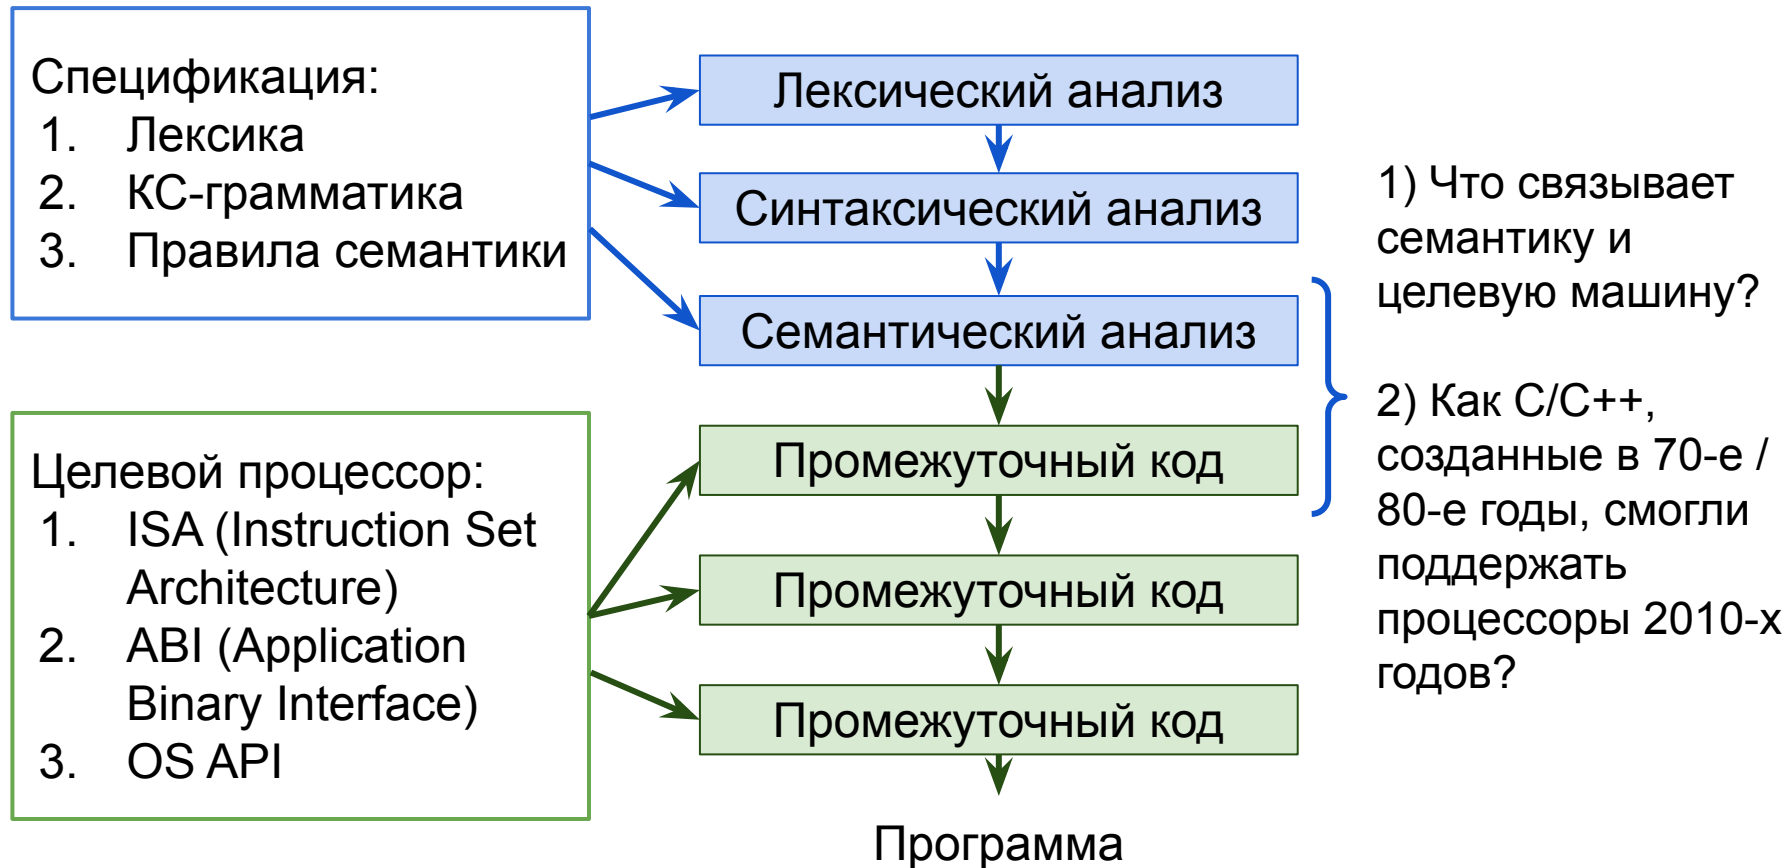 Спецификация:
1. Лексика
2. КС-грамматика
3. Правила семантики
Целевой процессор:
1. ISA (Instruction Set
Architecture)
2. ABI (Application
Binary Interface)
3. OS API
Лексический анализ
Синтаксический анализ
Семантический анализ
Промежуточный код
Промежуточный код
Промежуточный код
Программа
1) Что связывает
семантику и
целевую машину?
2) Как C/C++,
созданные в 70-е /
80-е годы, смогли
поддержать
процессоры 2010-х
годов?